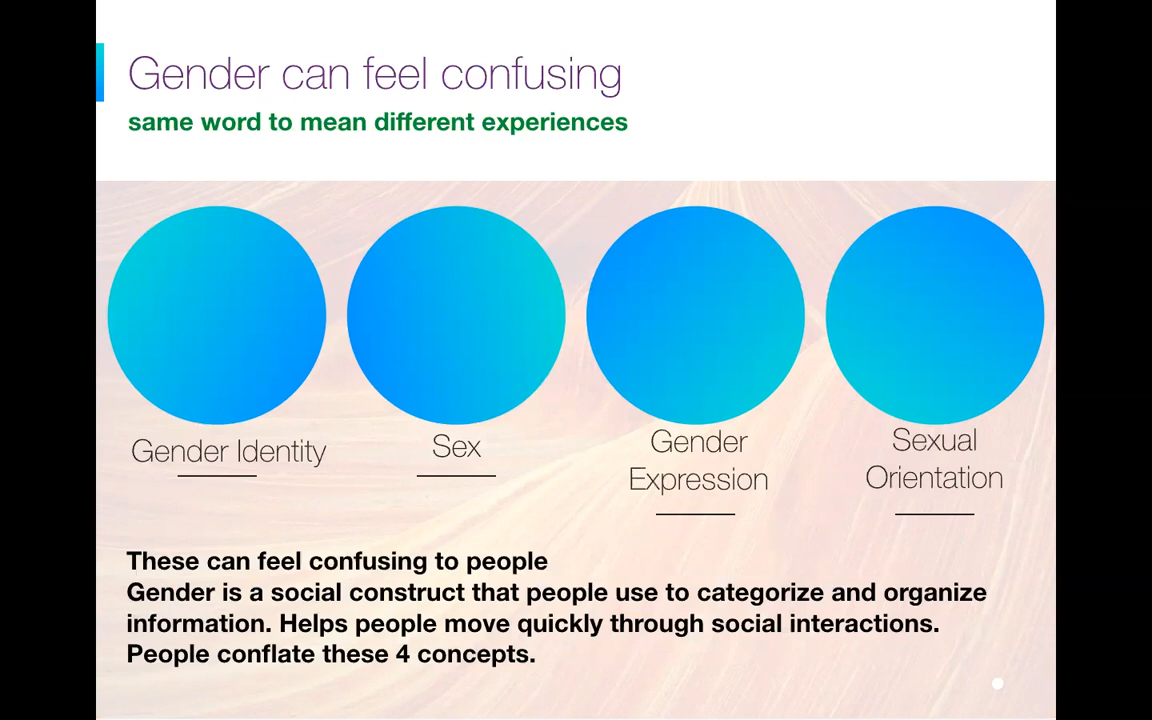 Gender can feel confusing
same word to mean different experiences
Gender Identity
Sex
Gender
Expression
Sexual
Orientation
These can feel confusing to people
Gender is a social construct that people use to categorize and organize
information. Helps people move quickly through social interactions.
People conflate these 4 concepts.